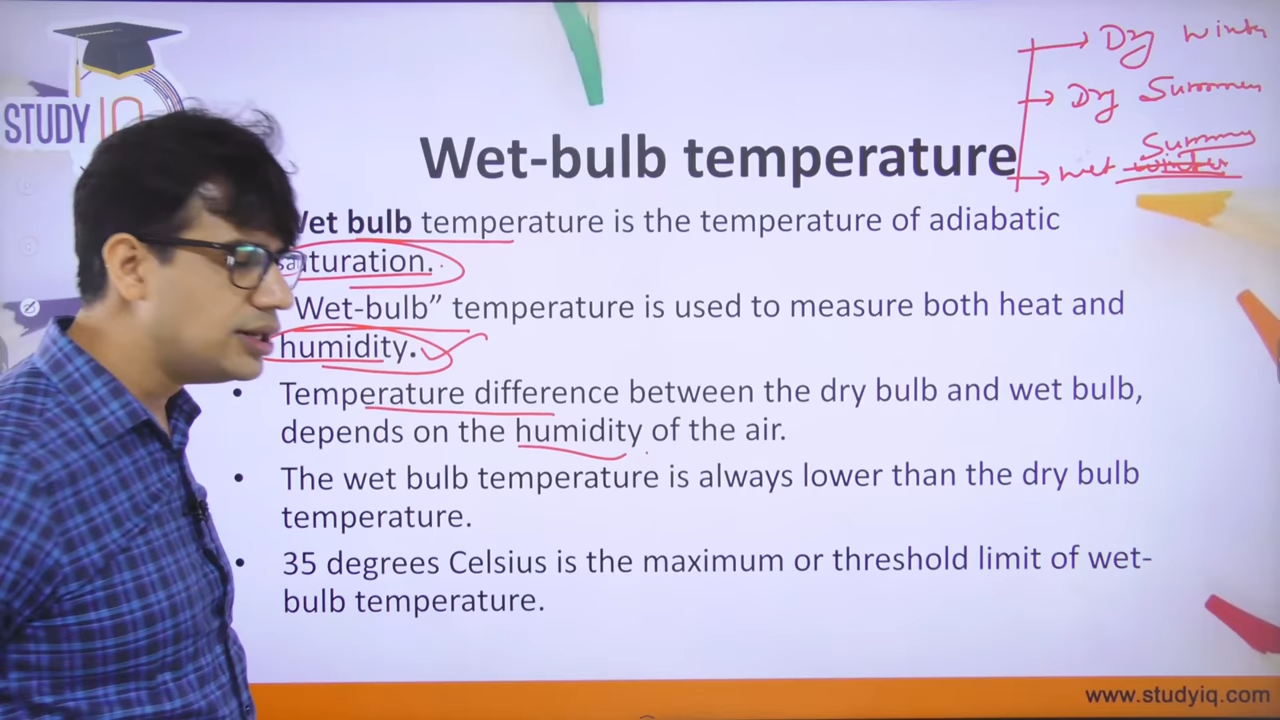 Dry Winter
Dry Summer
Summer
Wet Winter
STUDY IQ
Wet-bulb temperature
Wet bulb temperature is the temperature of adiabatic
saturation.
"Wet-bulb" temperature is used to measure both heat and
humidity.
• Temperature difference between the dry bulb and wet bulb,
depends on the humidity of the air.
• The wet bulb temperature is always lower than the dry bulb
temperature.
• 35 degrees Celsius is the maximum or threshold limit of wet-
bulb temperature.
www.studyiq.com